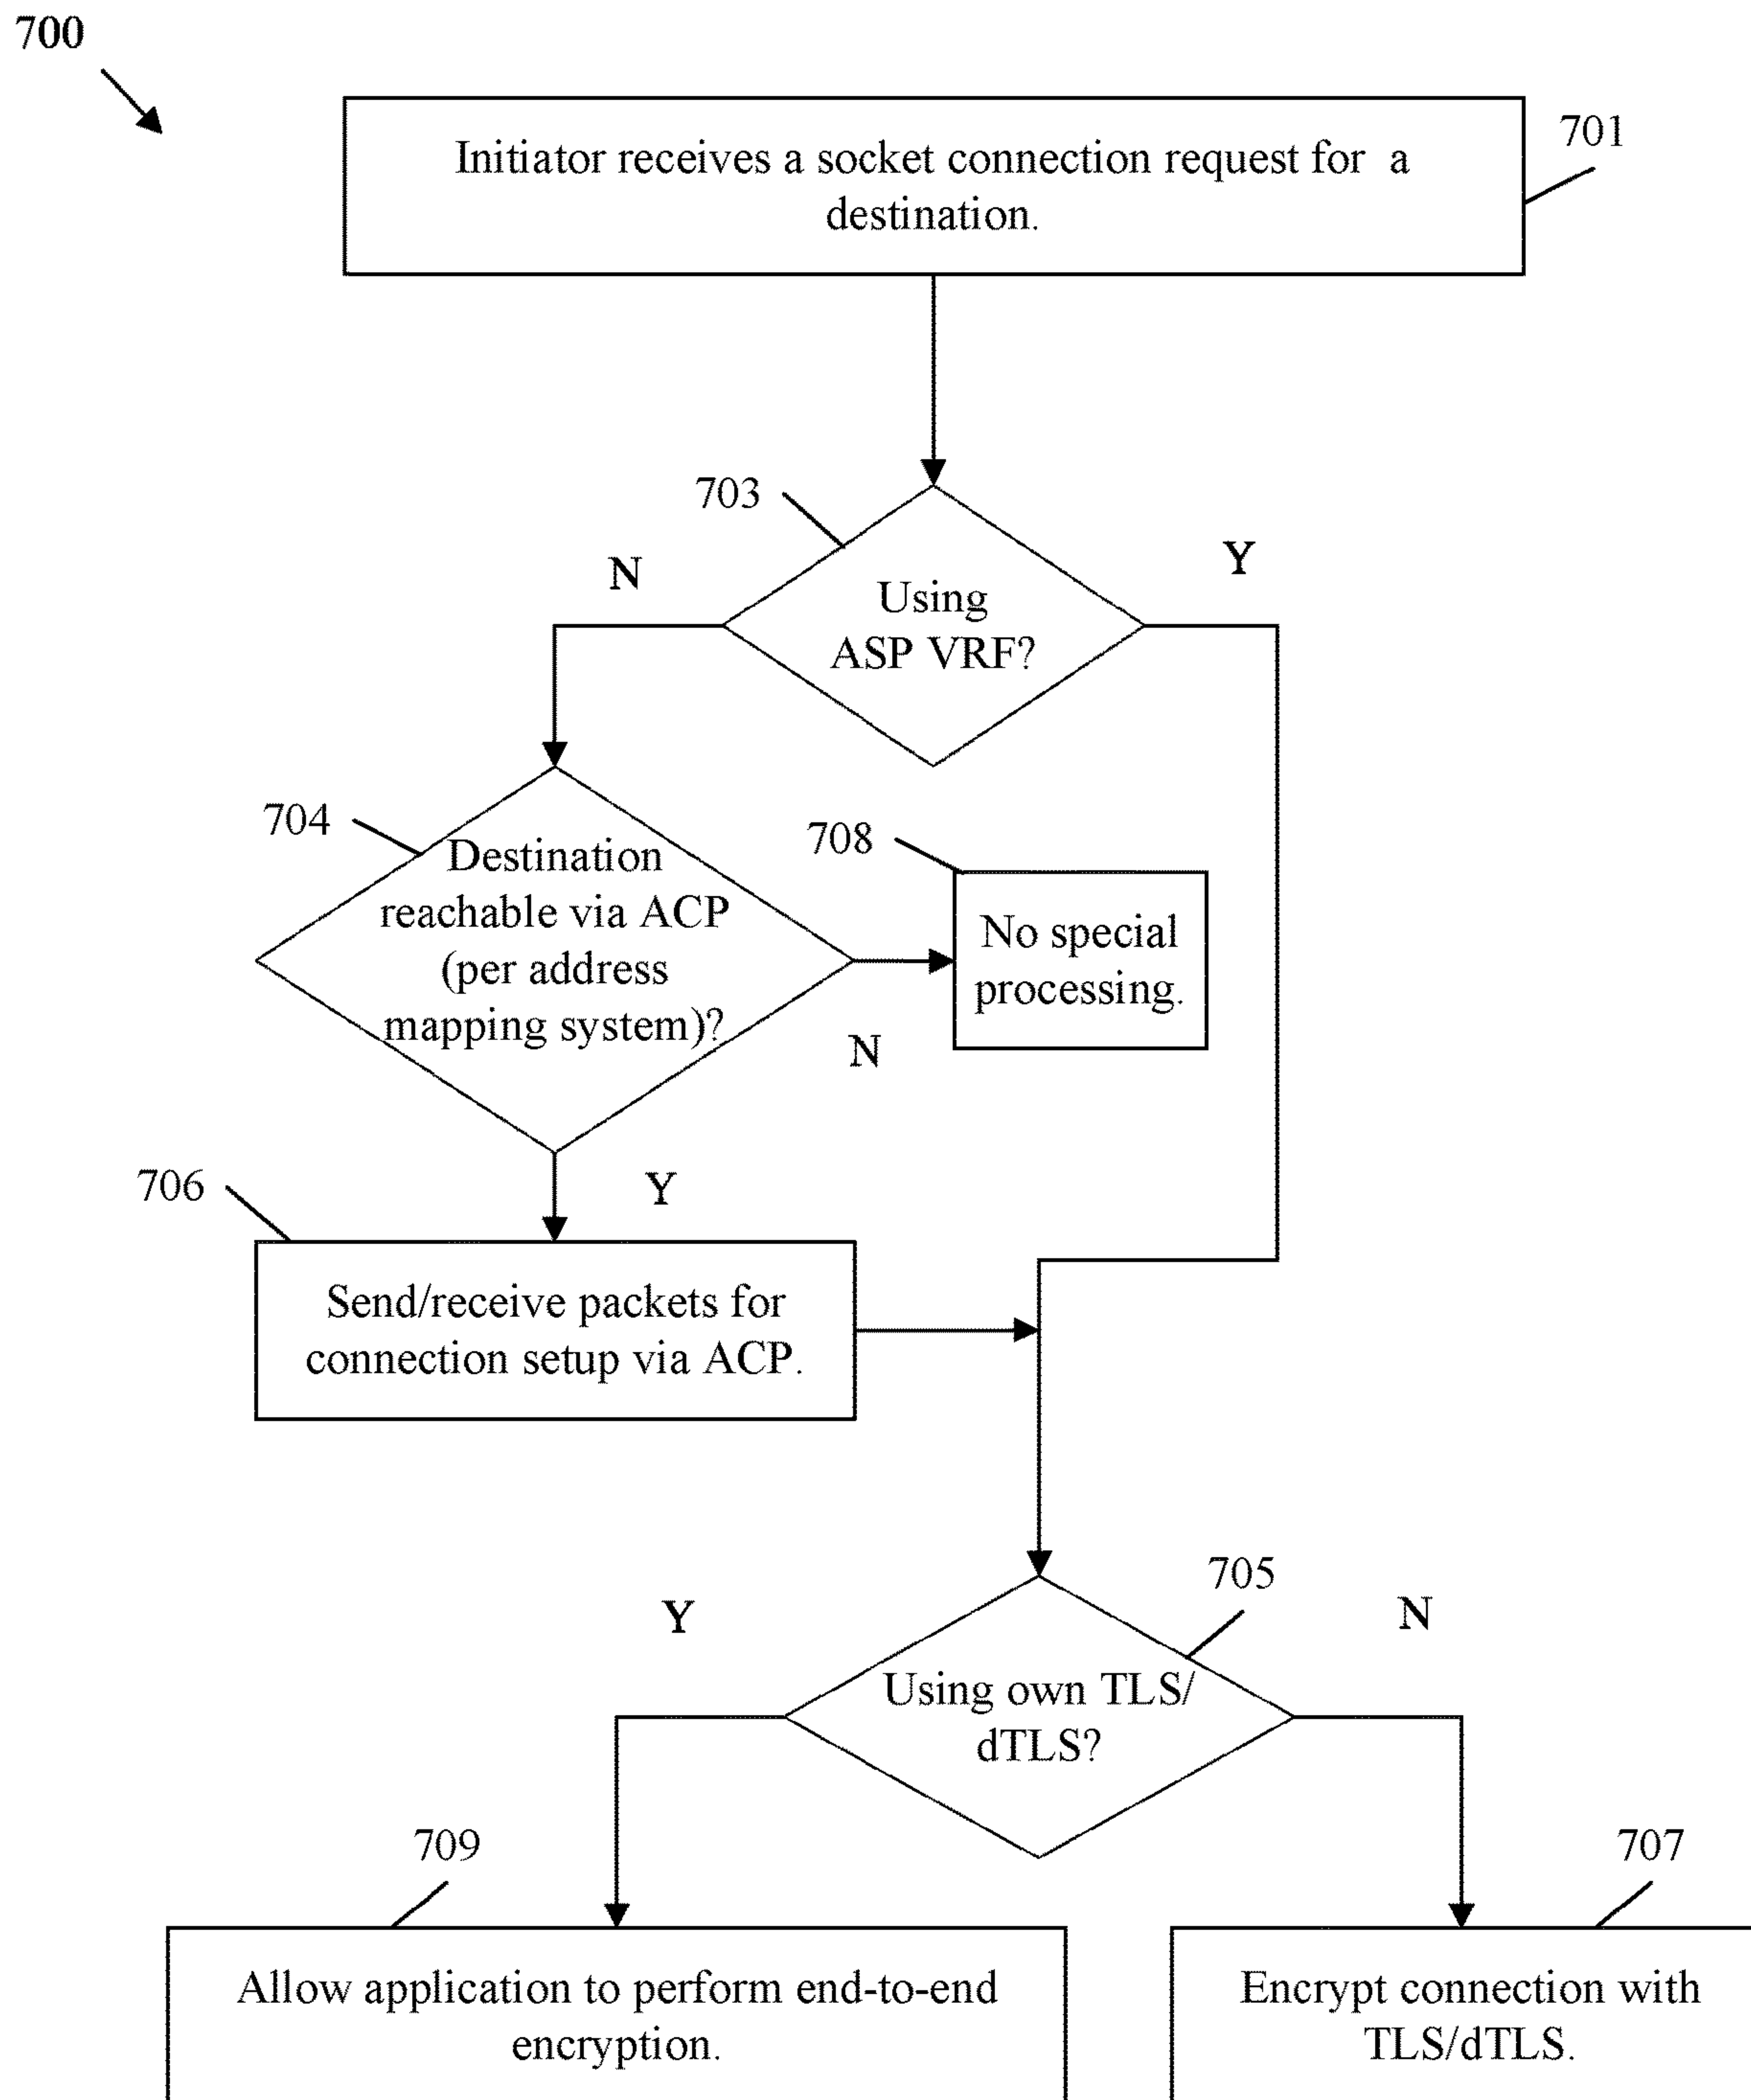 700
701
Initiator receives a socket connection request for a
destination.
703
N
Y
Using
ASP VRF?
704
Destination
reachable via ACP
(per address
mapping system)?
708
No special
processing.
N
706
Y
Send/receive packets for
connection setup via ACP.
705
Y
N
Using own TLS/
dTLS?
709
707
Allow application to perform end-to-end
encryption.
Encrypt connection with
TLS/dTLS.